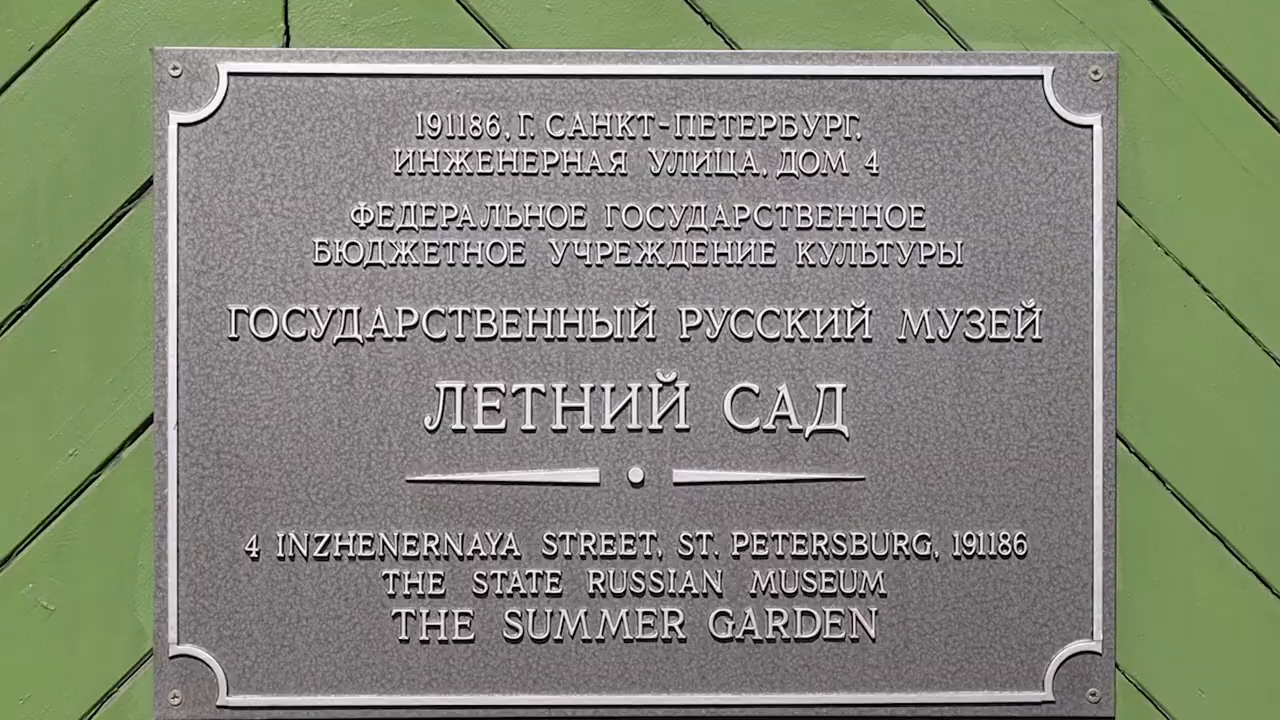 191186, Г. САНКТ-ПЕТЕРБУРГ,
ИНЖЕНЕРНАЯ УЛИЦА, ДОМ 4
ФЕДЕРАЛЬНОЕ ГОСУДАРСТВЕННОЕ
БЮДЖЕТНОЕ УЧРЕЖДЕНИЕ КУЛЬТУРЫ
ГОСУДАРСТВЕННЫЙ РУССКИЙ МУЗЕЙ
ЛЕТНИЙ САД
4 INZHENERNAYA STREET, ST. PETERSBURG, 191186
THE STATE RUSSIAN MUSEUM
THE SUMMER GARDEN